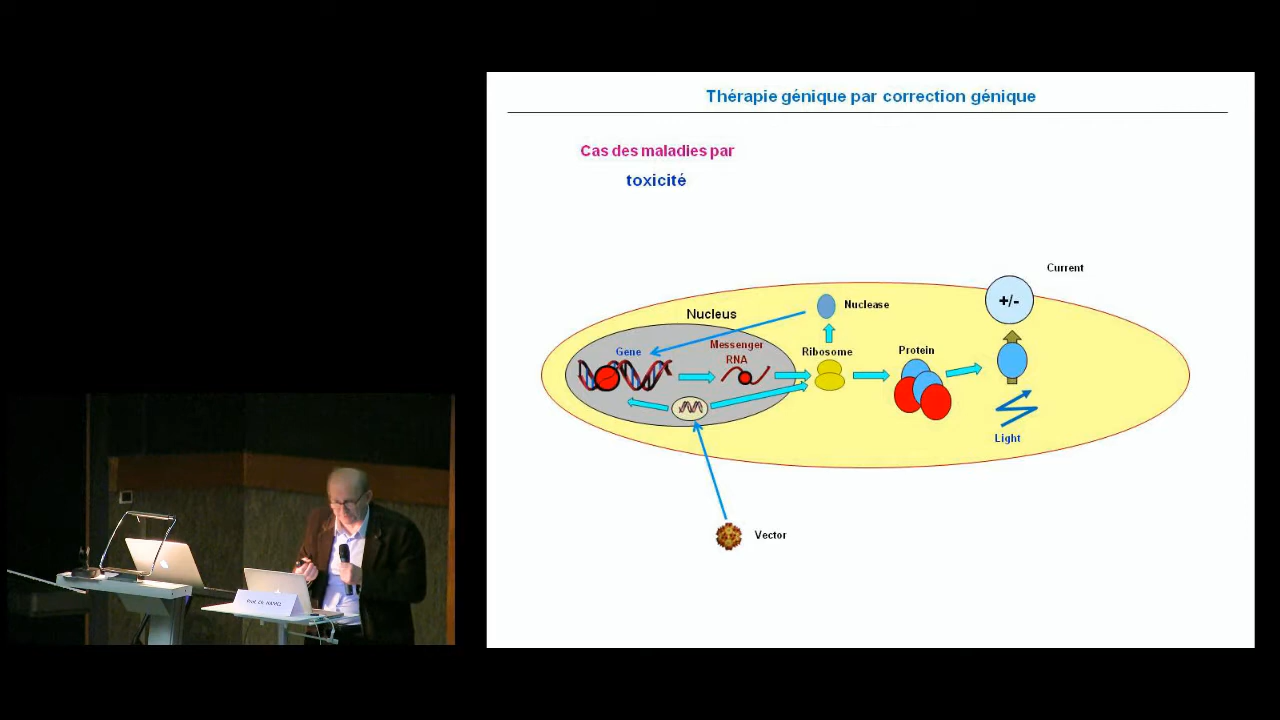 Thérapie génique par correction génique
Cas des maladies par
toxicité
Current
+/-
Nuclease
Nucleus
Gene
Messenger
RNA
Ribosome
Protein
Light
Vector